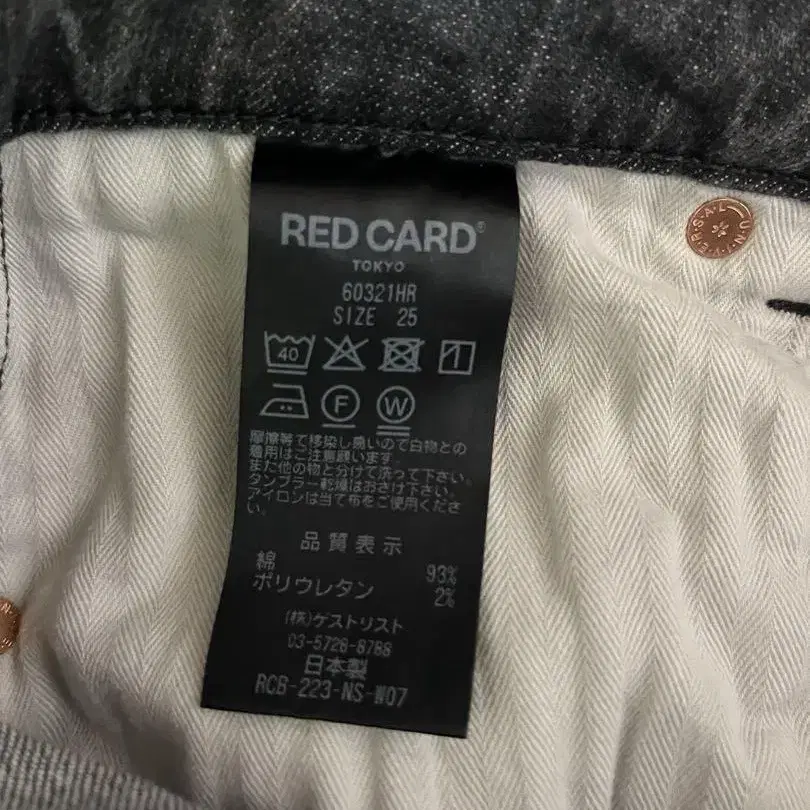 RED CARD®
TOKYO
60321HR
SIZE 25
40
F W
摩擦等で移染し易いので白物との
着用はご注意願います。
また他の物と分けて洗って下さい。
タンブラー乾燥はおさけ下さい。
アイロンは当て布をご使用くださ
い。
品質表示
綿 93%
ポリウレタン 2%
(株)ゲストリスト
03-5728-8788
日本製
RCB-223-NS-W07
UNIVERSAL